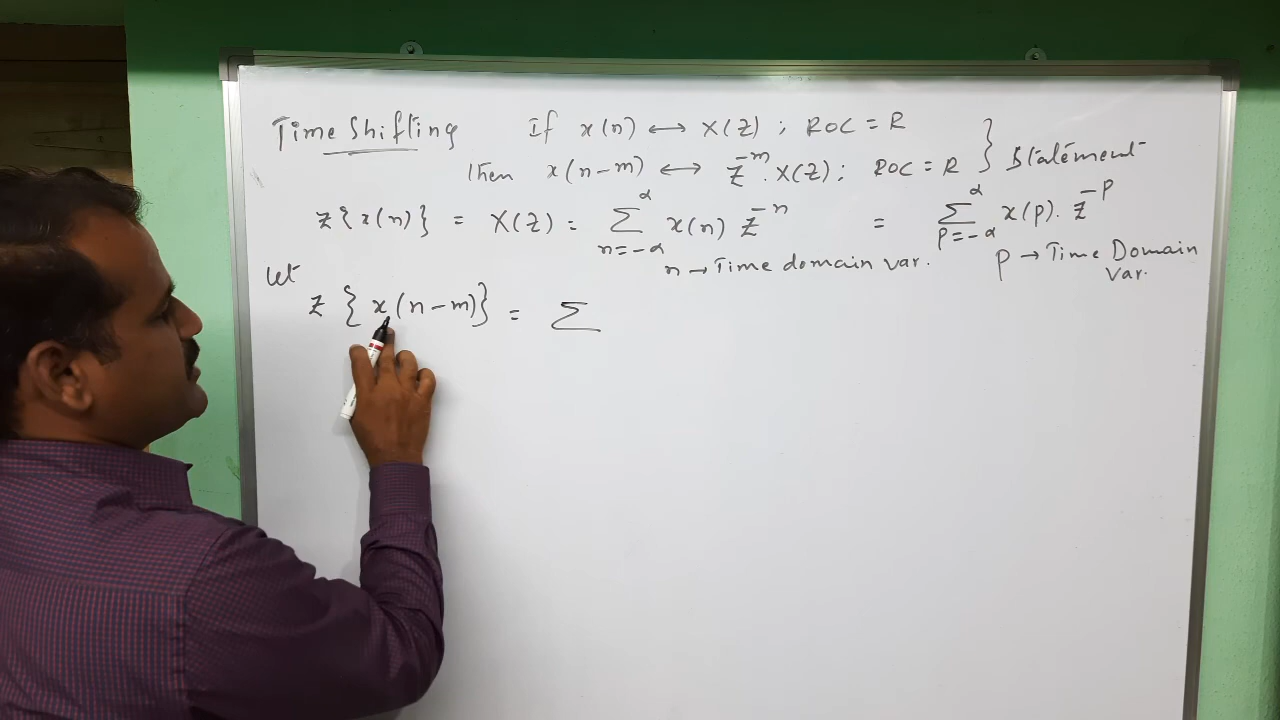 Time Shifting If x(n) ↔ X(Z) ; ROC = R
then x(n-m) ↔ Z^-m . X(Z) ; ROC = R } Statement
Z{x(n)} = X(Z) = Σ_{n=-α}^{α} x(n) Z^-n = Σ_{p=-α}^{α} x(p). Z^-p
n → Time domain var. p → Time Domain Var.
Let
Z {x(n-m)} = Σ